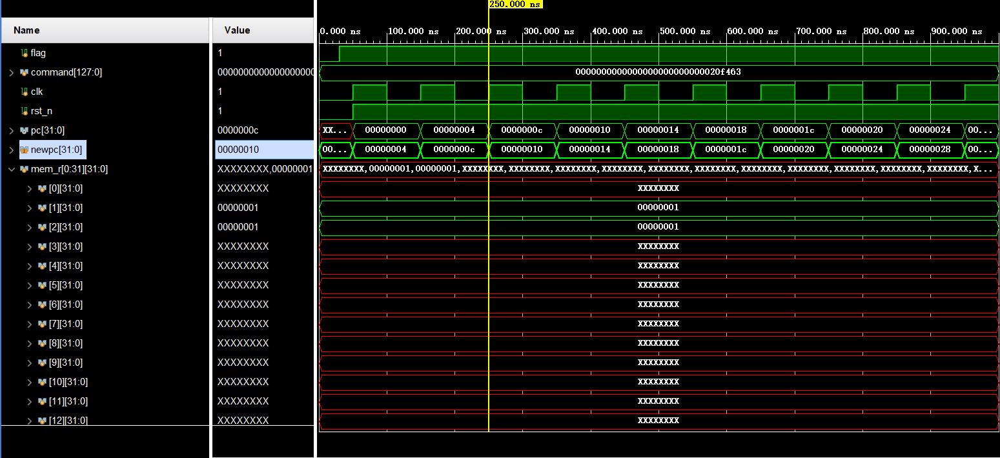 250.000 ns
Name Value
0.000 ns 100.000 ns 200.000 ns 300.000 ns 400.000 ns 500.000 ns 600.000 ns 700.000 ns 800.000 ns 900.000 ns
flag 1
command[127:0] 0000000000000000000 0000000000000000000000000020f463
clk 1
rst_n 1
pc[31:0] 0000000c XX... 00000000 00000004 0000000c 00000010 00000014 00000018 0000001c 00000020 00000024 00...
newpc[31:0] 00000010 00... 00000004 0000000c 00000010 00000014 00000018 0000001c 00000020 00000024 00000028 00...
mem_r[0:31][31:0] XXXXXXXX,00000001 XXXXXXXX,00000001,00000001,XXXXXXXX,XXXXXXXX,XXXXXXXX,XXXXXXXX,XXXXXXXX,XXXXXXXX,XXXXXXXX,XXXXXXXX,XXXXXXXX,XXXXXXXX,XXXXXXXX,X...
[0][31:0] XXXXXXXX XXXXXXXX
[1][31:0] 00000001 00000001
[2][31:0] 00000001 00000001
[3][31:0] XXXXXXXX XXXXXXXX
[4][31:0] XXXXXXXX XXXXXXXX
[5][31:0] XXXXXXXX XXXXXXXX
[6][31:0] XXXXXXXX XXXXXXXX
[7][31:0] XXXXXXXX XXXXXXXX
[8][31:0] XXXXXXXX XXXXXXXX
[9][31:0] XXXXXXXX XXXXXXXX
[10][31:0] XXXXXXXX XXXXXXXX
[11][31:0] XXXXXXXX XXXXXXXX
[12][31:0] XXXXXXXX XXXXXXXX